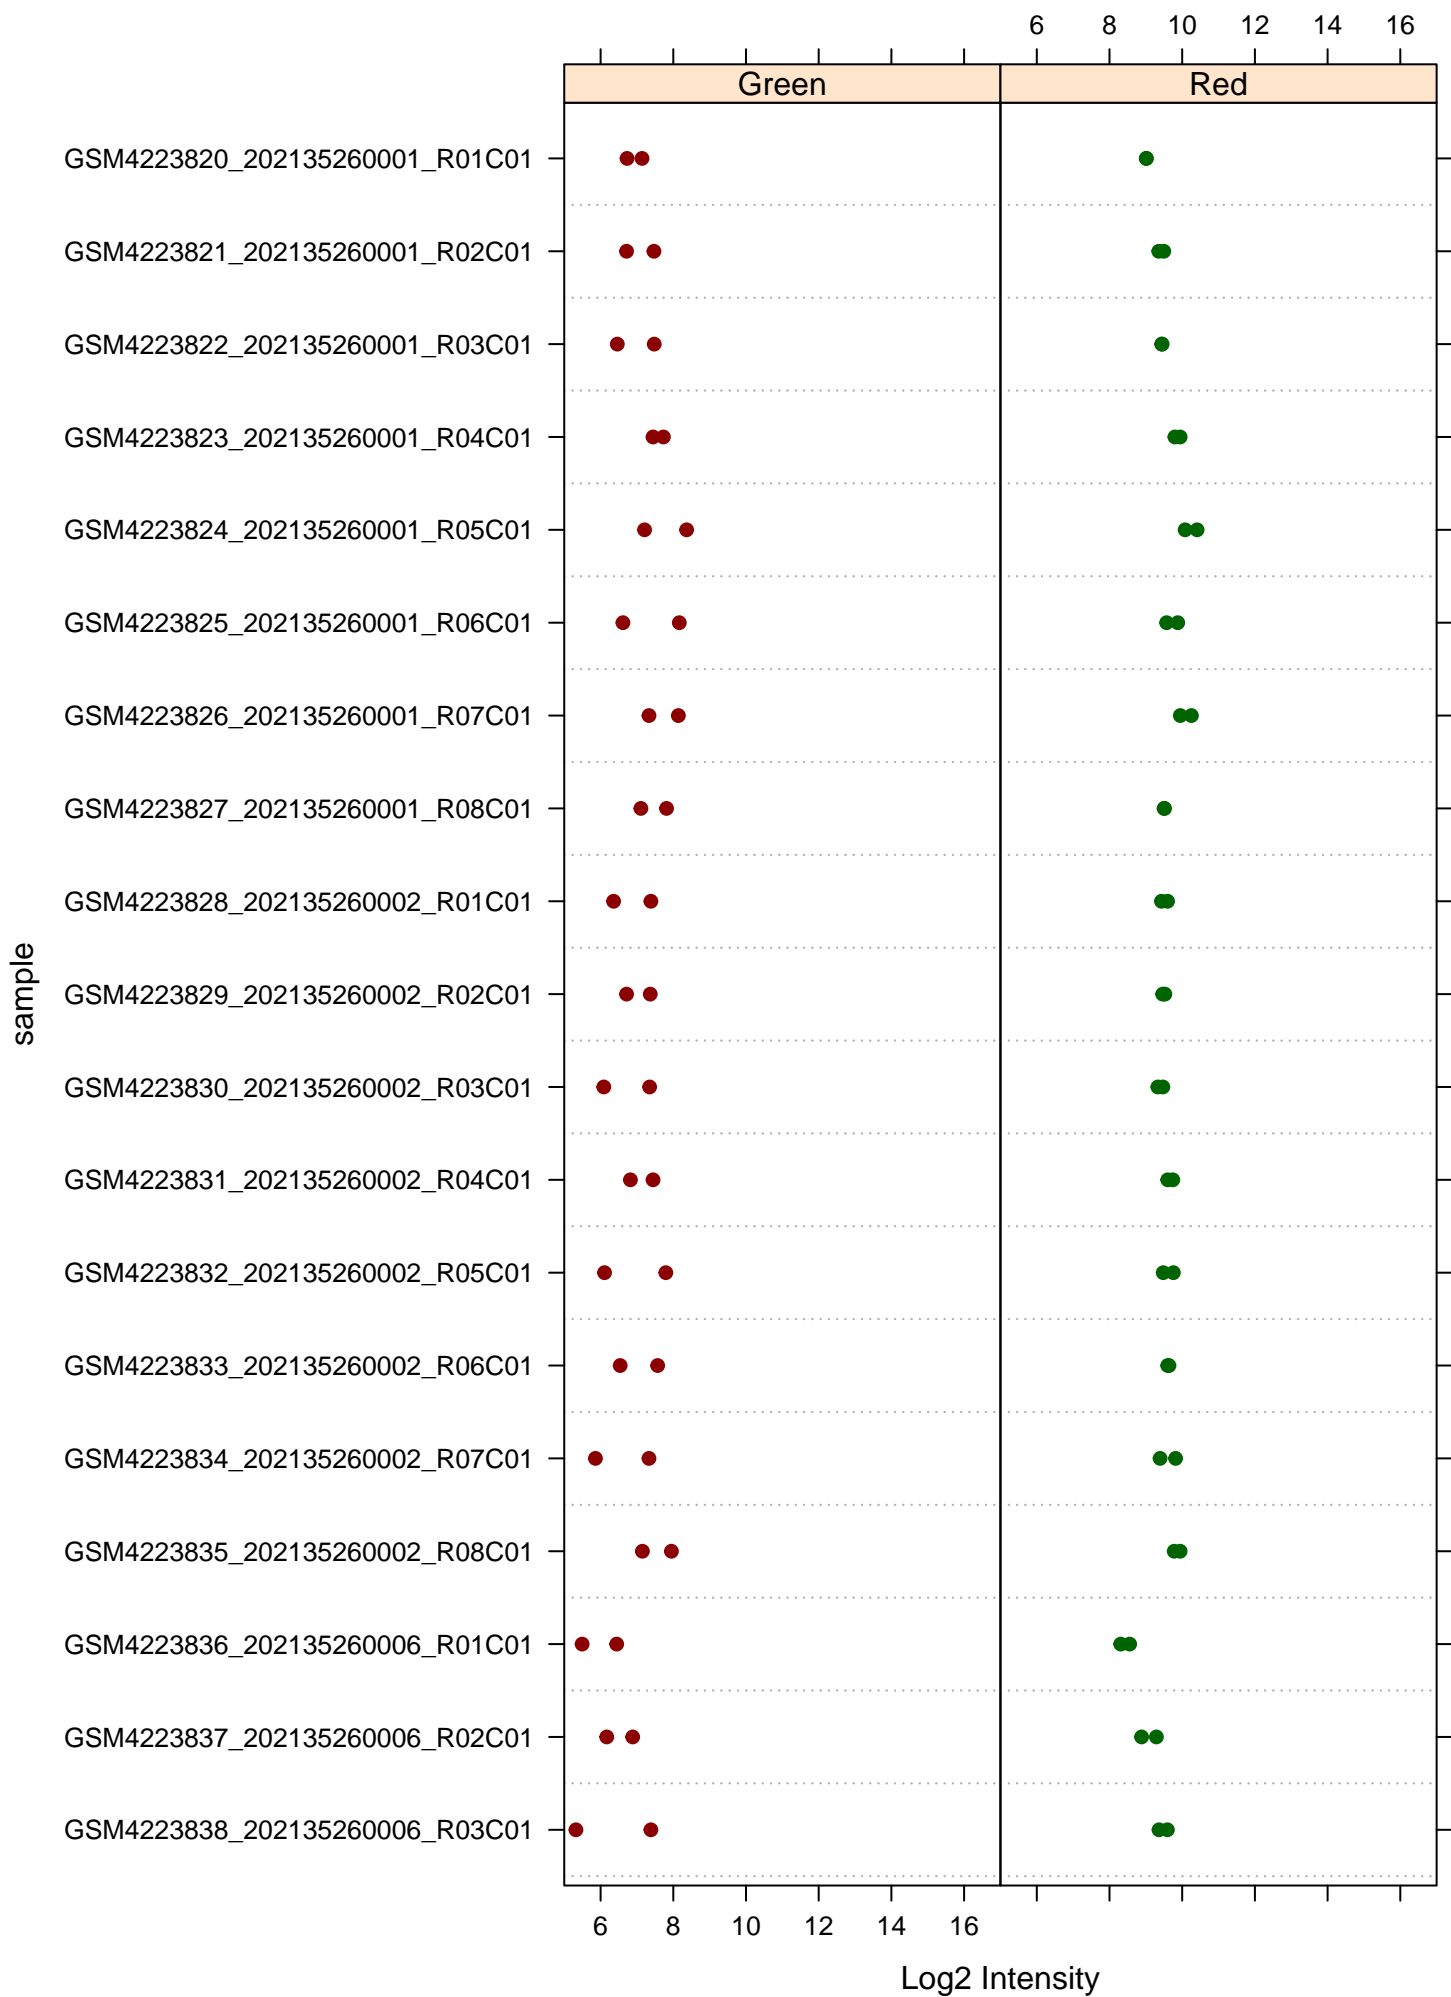 6 8 10 12 14 16
Green Red
GSM4223820_202135260001_R01C01
GSM4223821_202135260001_R02C01
GSM4223822_202135260001_R03C01
GSM4223823_202135260001_R04C01
GSM4223824_202135260001_R05C01
GSM4223825_202135260001_R06C01
GSM4223826_202135260001_R07C01
GSM4223827_202135260001_R08C01
GSM4223828_202135260002_R01C01
GSM4223829_202135260002_R02C01
GSM4223830_202135260002_R03C01
GSM4223831_202135260002_R04C01
GSM4223832_202135260002_R05C01
GSM4223833_202135260002_R06C01
GSM4223834_202135260002_R07C01
GSM4223835_202135260002_R08C01
GSM4223836_202135260006_R01C01
GSM4223837_202135260006_R02C01
GSM4223838_202135260006_R03C01
sample
6 8 10 12 14 16
Log2 Intensity